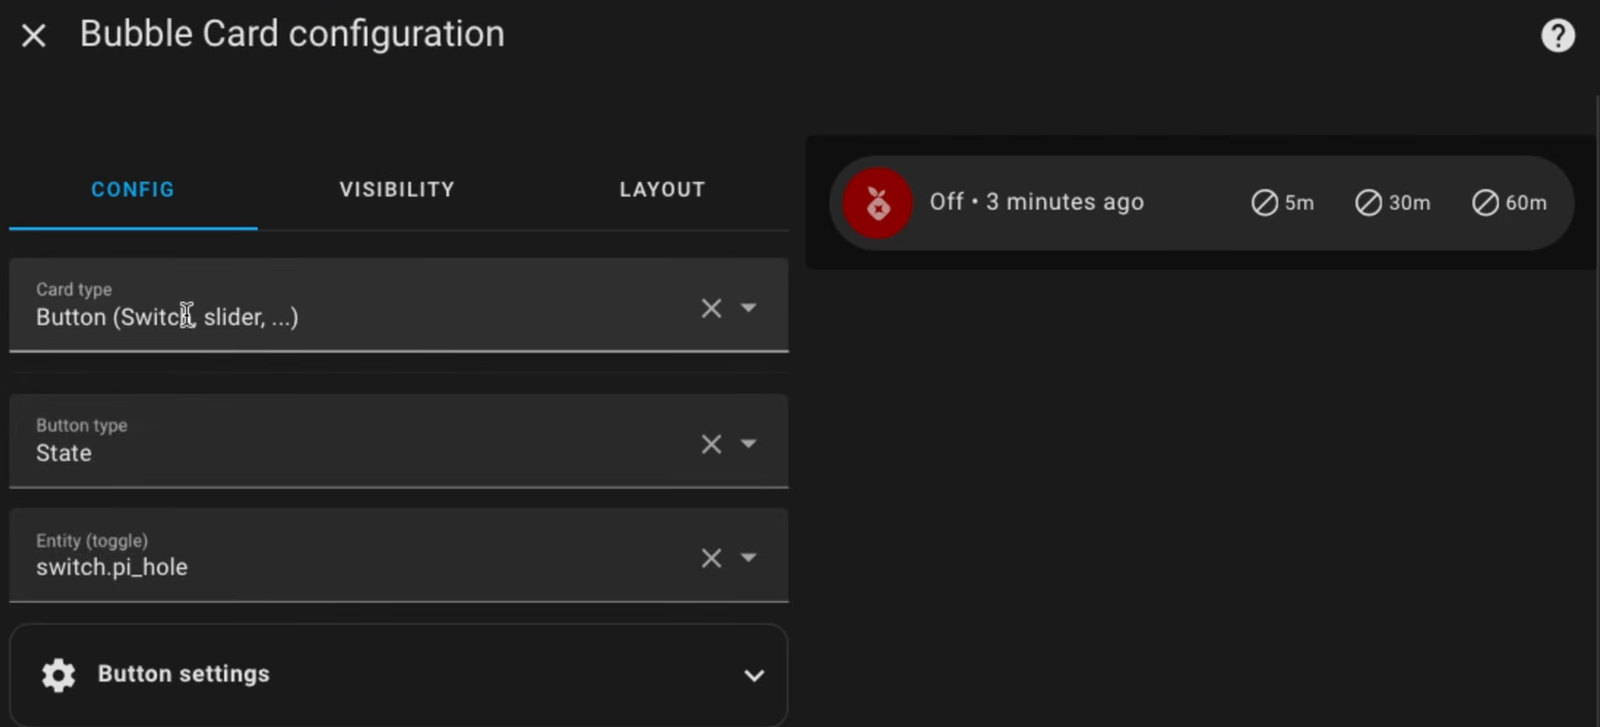 Bubble Card configuration
CONFIG
VISIBILITY
LAYOUT
Card type
Button (Switch, slider, ...)
Button type
State
Entity (toggle)
switch.pi_hole
Button settings
Off • 3 minutes ago
5m
30m
60m